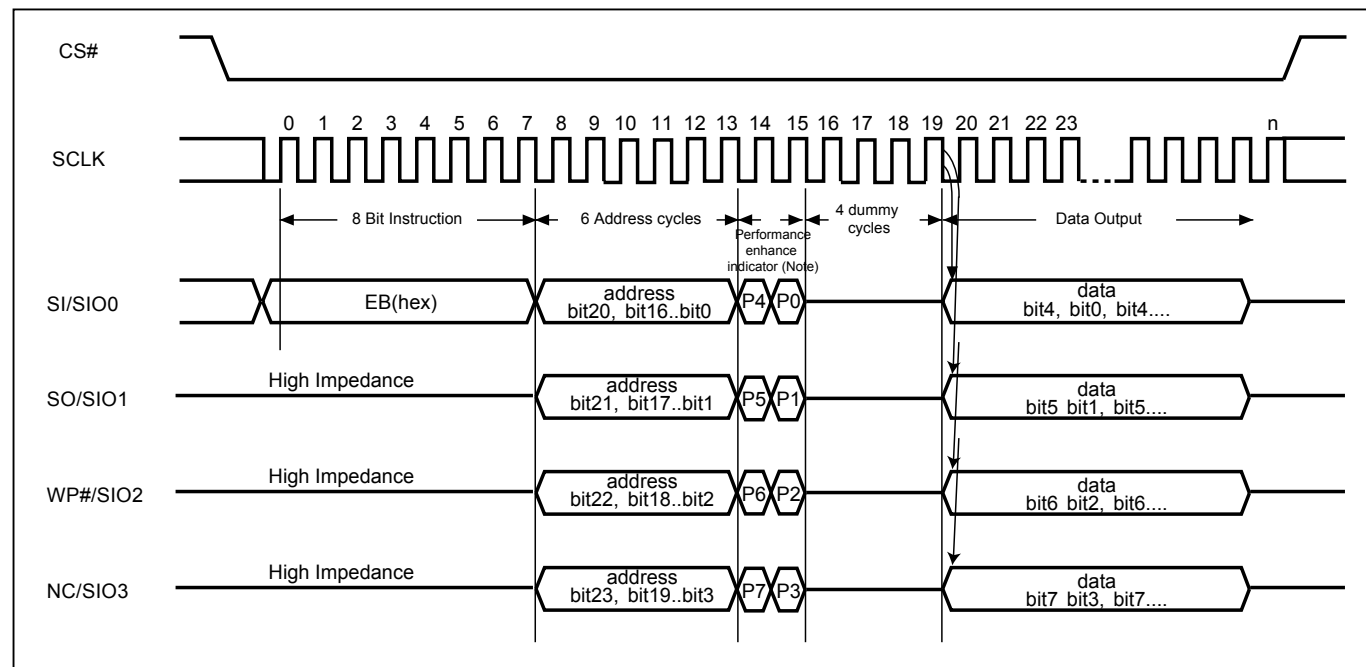 CS#
0 1 2 3 4 5 6 7 8 9 10 11 12 13 14 15 16 17 18 19 20 21 22 23 n
SCLK
8 Bit Instruction
6 Address cycles
Performance
enhance
indicator (Note)
4 dummy
cycles
Data Output
SI/SIO0
EB(hex)
address
bit20, bit16..bit0
P4 P0
data
bit4, bit0, bit4....
SO/SIO1
High Impedance
address
bit21, bit17..bit1
P5 P1
data
bit5 bit1, bit5....
WP#/SIO2
High Impedance
address
bit22, bit18..bit2
P6 P2
data
bit6 bit2, bit6....
NC/SIO3
High Impedance
address
bit23, bit19..bit3
P7 P3
data
bit7 bit3, bit7....